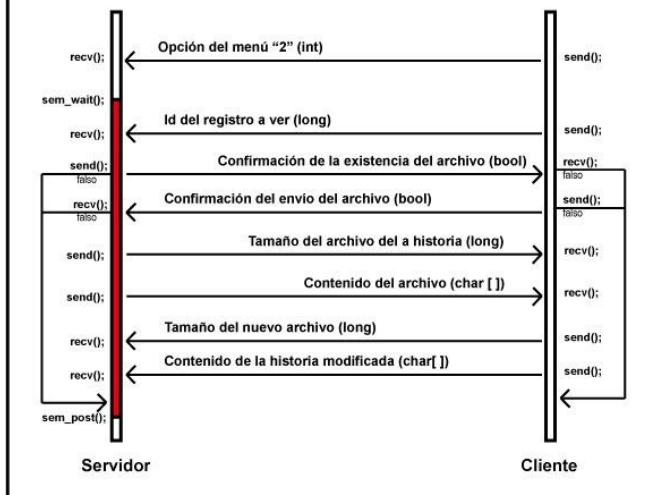 Opción del menú “2” (int)
recv();
send();
sem_wait();
Id del registro a ver (long)
recv();
send();
Confirmación de la existencia del archivo (bool)
send();
falso
recv();
falso
Confirmación del envio del archivo (bool)
recv();
falso
send();
falso
Tamaño del archivo del a historia (long)
send();
recv();
Contenido del archivo (char [ ])
send();
recv();
Tamaño del nuevo archivo (long)
recv();
send();
Contenido de la historia modificada (char[ ])
recv();
send();
sem_post();
Servidor
Cliente